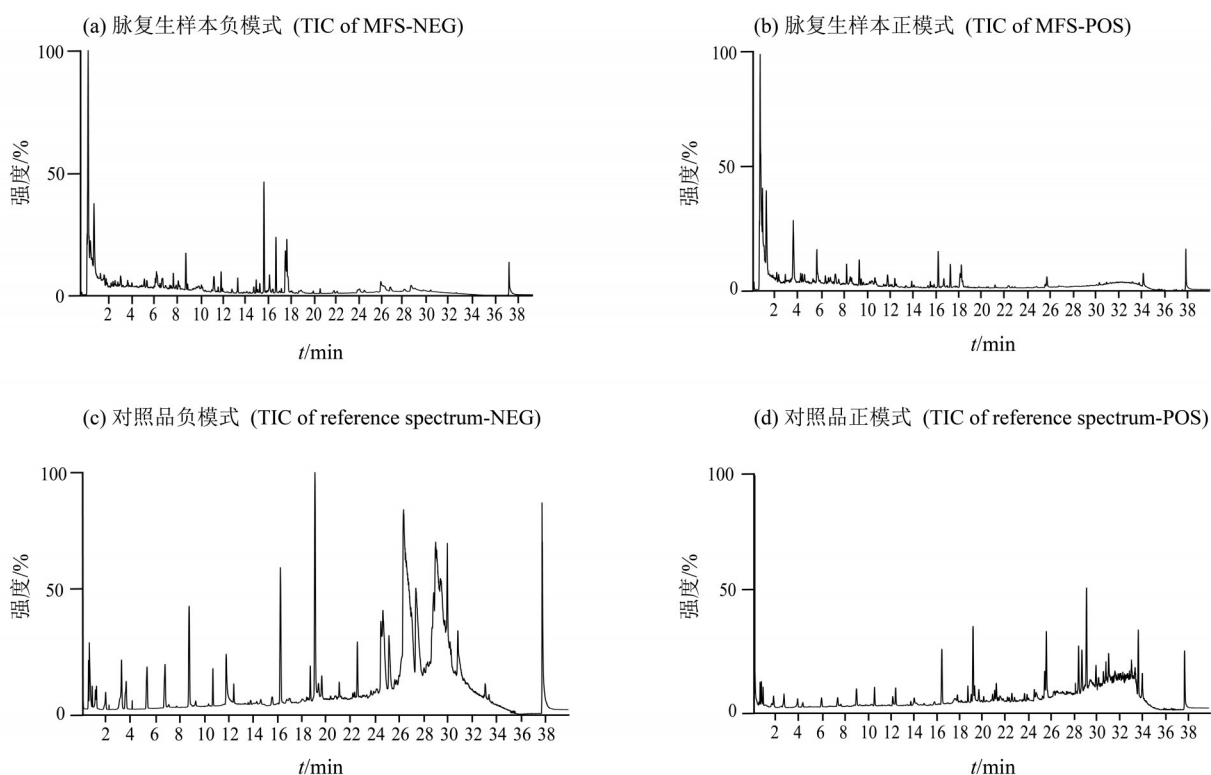 (a) 脉复生样本负模式 (TIC of MFS-NEG)
100
50
0
强度/%
2 4 6 8 10 12 14 16 18 20 22 24 26 28 30 32 34 36 38
t/min
(b) 脉复生样本正模式 (TIC of MFS-POS)
100
50
0
强度/%
2 4 6 8 10 12 14 16 18 20 22 24 26 28 30 32 34 36 38
t/min
(c) 对照品负模式 (TIC of reference spectrum-NEG)
100
50
0
强度/%
2 4 6 8 10 12 14 16 18 20 22 24 26 28 30 32 34 36 38
t/min
(d) 对照品正模式 (TIC of reference spectrum-POS)
100
50
0
强度/%
2 4 6 8 10 12 14 16 18 20 22 24 26 28 30 32 34 36 38
t/min